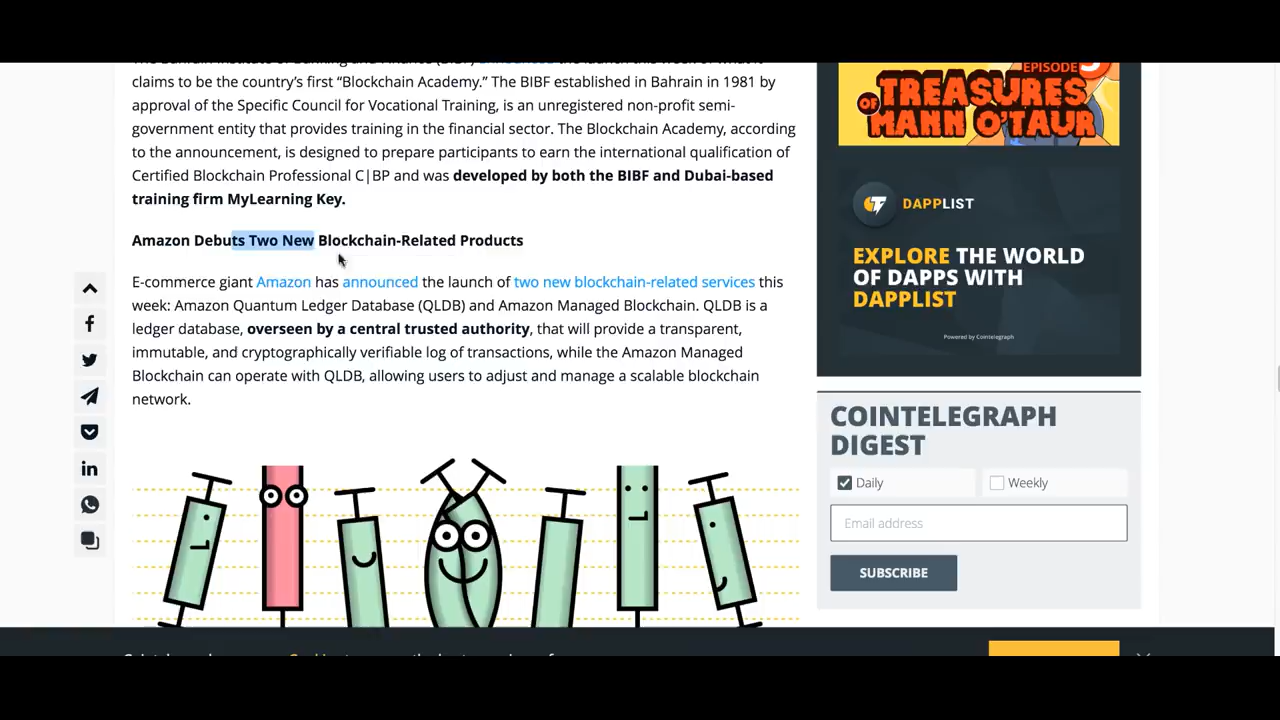 claims to be the country's first “Blockchain Academy.” The BIBF established in Bahrain in 1981 by
approval of the Specific Council for Vocational Training, is an unregistered non-profit semi-
government entity that provides training in the financial sector. The Blockchain Academy, according
to the announcement, is designed to prepare participants to earn the international qualification of
Certified Blockchain Professional C|BP and was developed by both the BIBF and Dubai-based
training firm MyLearning Key.
Amazon Debuts Two New Blockchain-Related Products
E-commerce giant Amazon has announced the launch of two new blockchain-related services this
week: Amazon Quantum Ledger Database (QLDB) and Amazon Managed Blockchain. QLDB is a
ledger database, overseen by a central trusted authority, that will provide a transparent,
immutable, and cryptographically verifiable log of transactions, while the Amazon Managed
Blockchain can operate with QLDB, allowing users to adjust and manage a scalable blockchain
network.
EPISODE
OF TREASURES
MANN O'TAUR
DAPPLIST
EXPLORE THE WORLD
OF DAPPS WITH
DAPPLIST
Powered by Cointelegraph
COINTELEGRAPH
DIGEST
Daily
Weekly
Email address
SUBSCRIBE